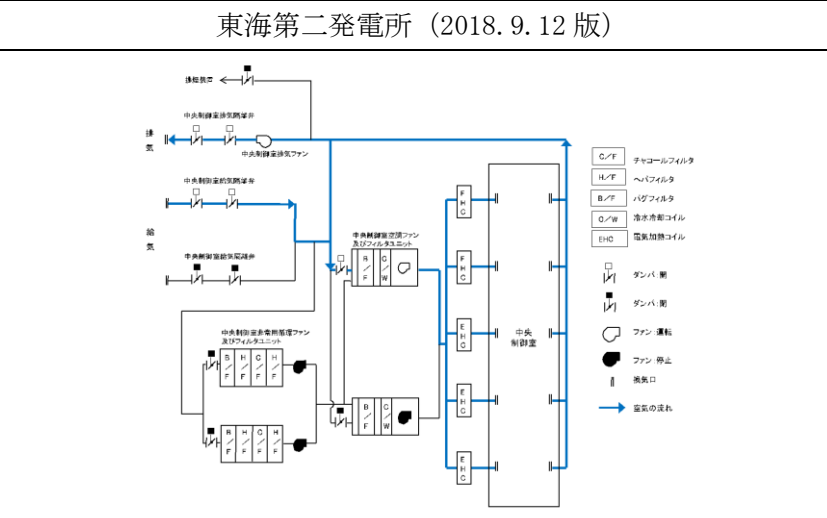 東海第二発電所（2018.9.12 版）
中央制御室排気隔離弁
排
気
中央制御室排気ファン
中央制御室給気隔離弁
給
気
中央制御室給気隔離弁
中央制御室空調ファン
及びフィルタユニット
B／F
C／W
中央制御室非常用循環ファン
及びフィルタユニット
B／F
H／F
C／F
H／F
B／F
H／F
C／F
H／F
B／F
C／W
EHC
EHC
EHC
EHC
EHC
中央
制御室
C／F
チャコールフィルタ
H／F
ヘパフィルタ
B／F
バグフィルタ
C／W
冷水冷却コイル
EHC
電気加熱コイル
ダンパ：開
ダンパ：閉
ファン：運転
ファン：停止
換気口
空気の流れ